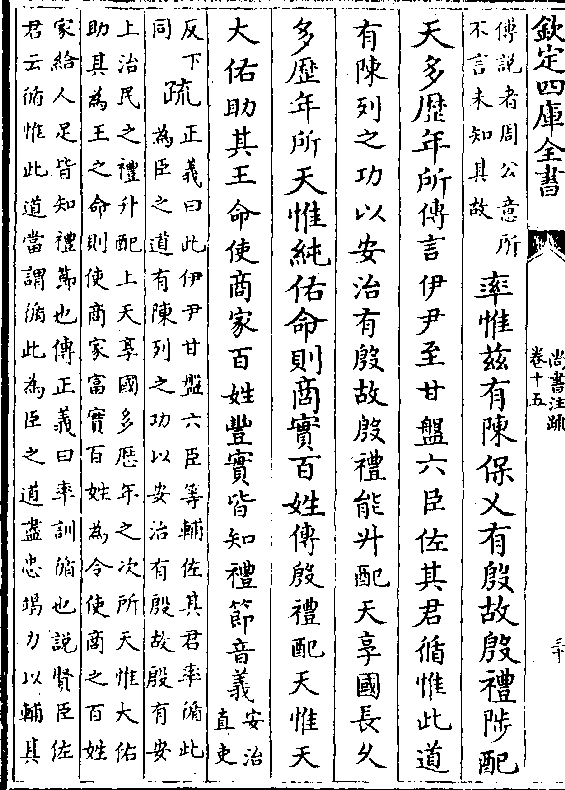 欽定四庫全書
尚書注疏
卷十五
三十
傅說者周公意所
不言未知其故
率惟茲有陳保乂有殷故殷禮陟配
天多歴年所傳言伊尹至甘盤六臣佐其君循惟此道
有陳列之功以安治有殷故殷禮能升配天享國長久
多歴年所天惟純佑命則商實百姓傳殷禮配天惟天
大佑助其王命使商家百姓豐實皆知禮節音義
安治
直吏
反下
同
疏
正義曰此伊尹甘盤六臣等輔佐其君率循此
為臣之道有陳列之功以安治有殷故殷有安
上治民之禮升配上天享國多歴年之次所天惟大佑
助其為王之命則使商家富實百姓為令使商之百姓
家給人足皆知禮節也傳正義曰率訓循也說賢臣佐
君云循惟此道當謂循此為臣之道盡忠竭力以輔其